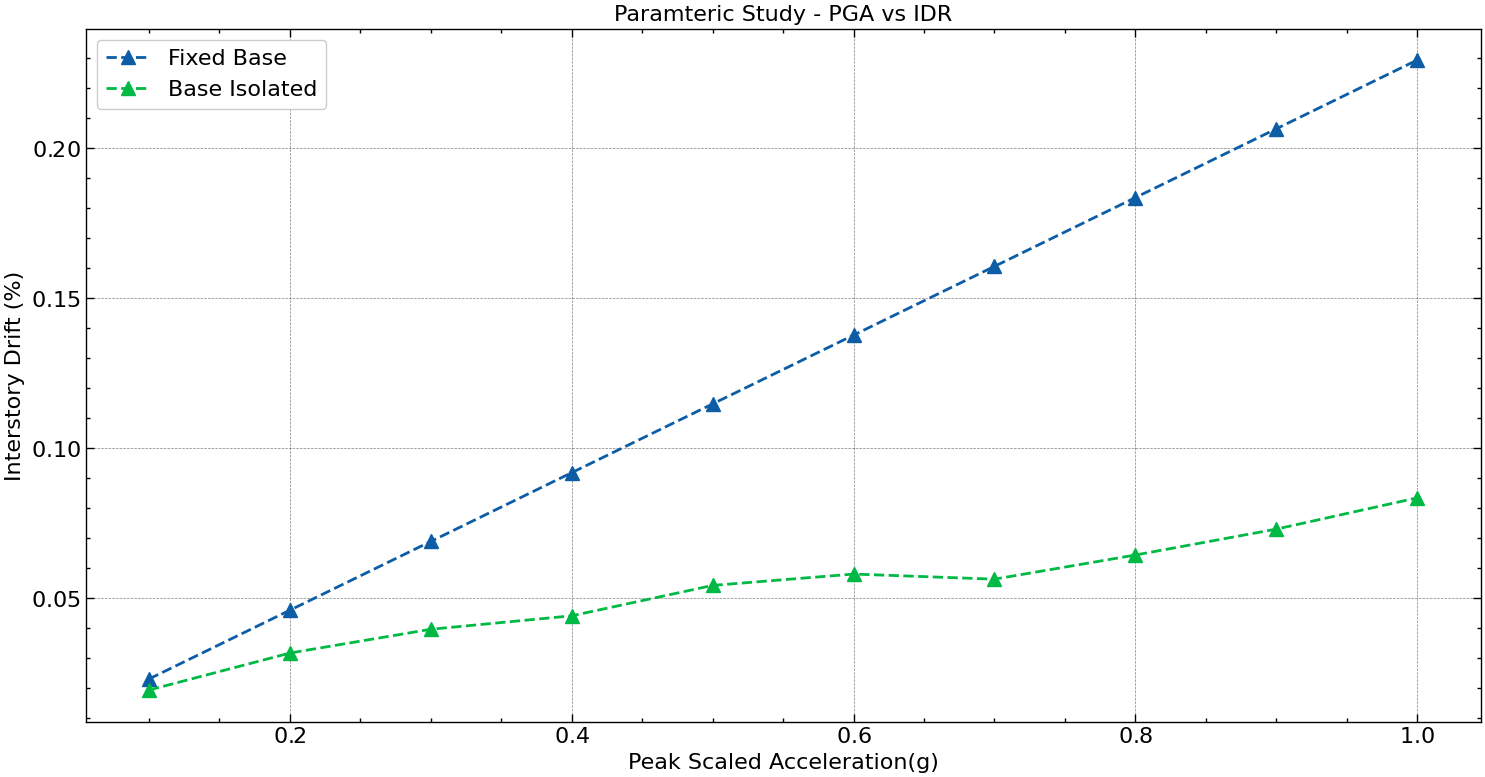 Paramteric Study - PGA vs IDR
Fixed Base
Base Isolated
Interstory Drift (%)
0.20
0.15
0.10
0.05
0.2 0.4 0.6 0.8 1.0
Peak Scaled Acceleration(g)